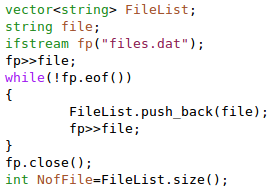 vector<string> FileList;
string file;
ifstream fp("files.dat");
fp>>file;
while(!fp.eof())
{
        FileList.push_back(file);
        fp>>file;
}
fp.close();
int NofFile=FileList.size();